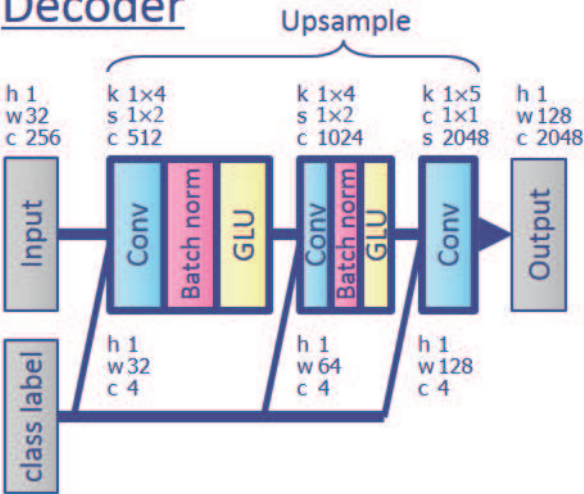 Decoder
Upsample
h 1
w 32
c 256
k 1×4
s 1×2
c 512
k 1×4
s 1×2
c 1024
k 1×5
c 1×1
s 2048
h 1
w 128
c 2048
Input
Conv
Batch norm
GLU
Conv
Batch norm
GLU
Conv
Output
class label
h 1
w 32
c 4
h 1
w 64
c 4
h 1
w 128
c 4